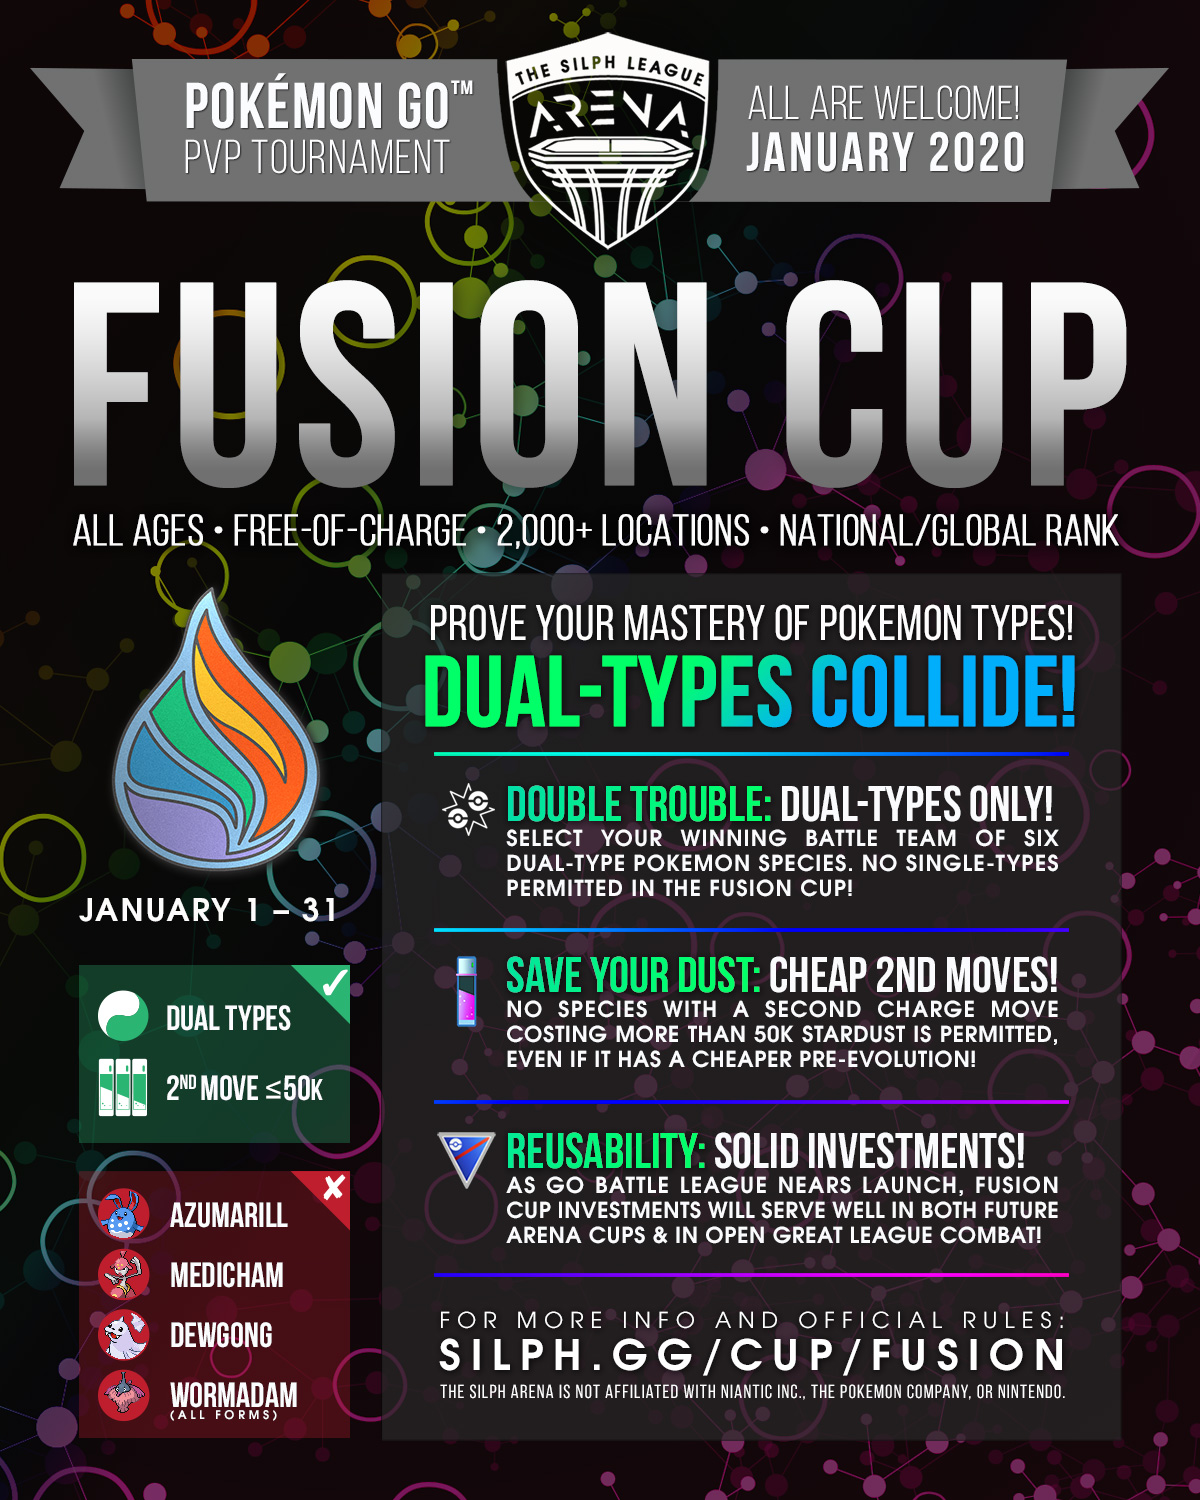 POKÉMON GO™
PVP TOURNAMENT
THE SILPH LEAGUE
ARENA
ALL ARE WELCOME!
JANUARY 2020
FUSION CUP
ALL AGES • FREE-OF-CHARGE • 2,000+ LOCATIONS • NATIONAL/GLOBAL RANK
JANUARY 1 – 31
DUAL TYPES
2ND MOVE ≤50K
AZUMARILL
MEDICHAM
DEWGONG
WORMADAM
(ALL FORMS)
PROVE YOUR MASTERY OF POKEMON TYPES!
DUAL-TYPES COLLIDE!
DOUBLE TROUBLE: DUAL-TYPES ONLY!
SELECT YOUR WINNING BATTLE TEAM OF SIX
DUAL-TYPE POKEMON SPECIES. NO SINGLE-TYPES
PERMITTED IN THE FUSION CUP!
SAVE YOUR DUST: CHEAP 2ND MOVES!
NO SPECIES WITH A SECOND CHARGE MOVE
COSTING MORE THAN 50K STARDUST IS PERMITTED,
EVEN IF IT HAS A CHEAPER PRE-EVOLUTION!
REUSABILITY: SOLID INVESTMENTS!
AS GO BATTLE LEAGUE NEARS LAUNCH, FUSION
CUP INVESTMENTS WILL SERVE WELL IN BOTH FUTURE
ARENA CUPS & IN OPEN GREAT LEAGUE COMBAT!
FOR MORE INFO AND OFFICIAL RULES:
SILPH.GG/CUP/FUSION
THE SILPH ARENA IS NOT AFFILIATED WITH NIANTIC INC., THE POKEMON COMPANY, OR NINTENDO.